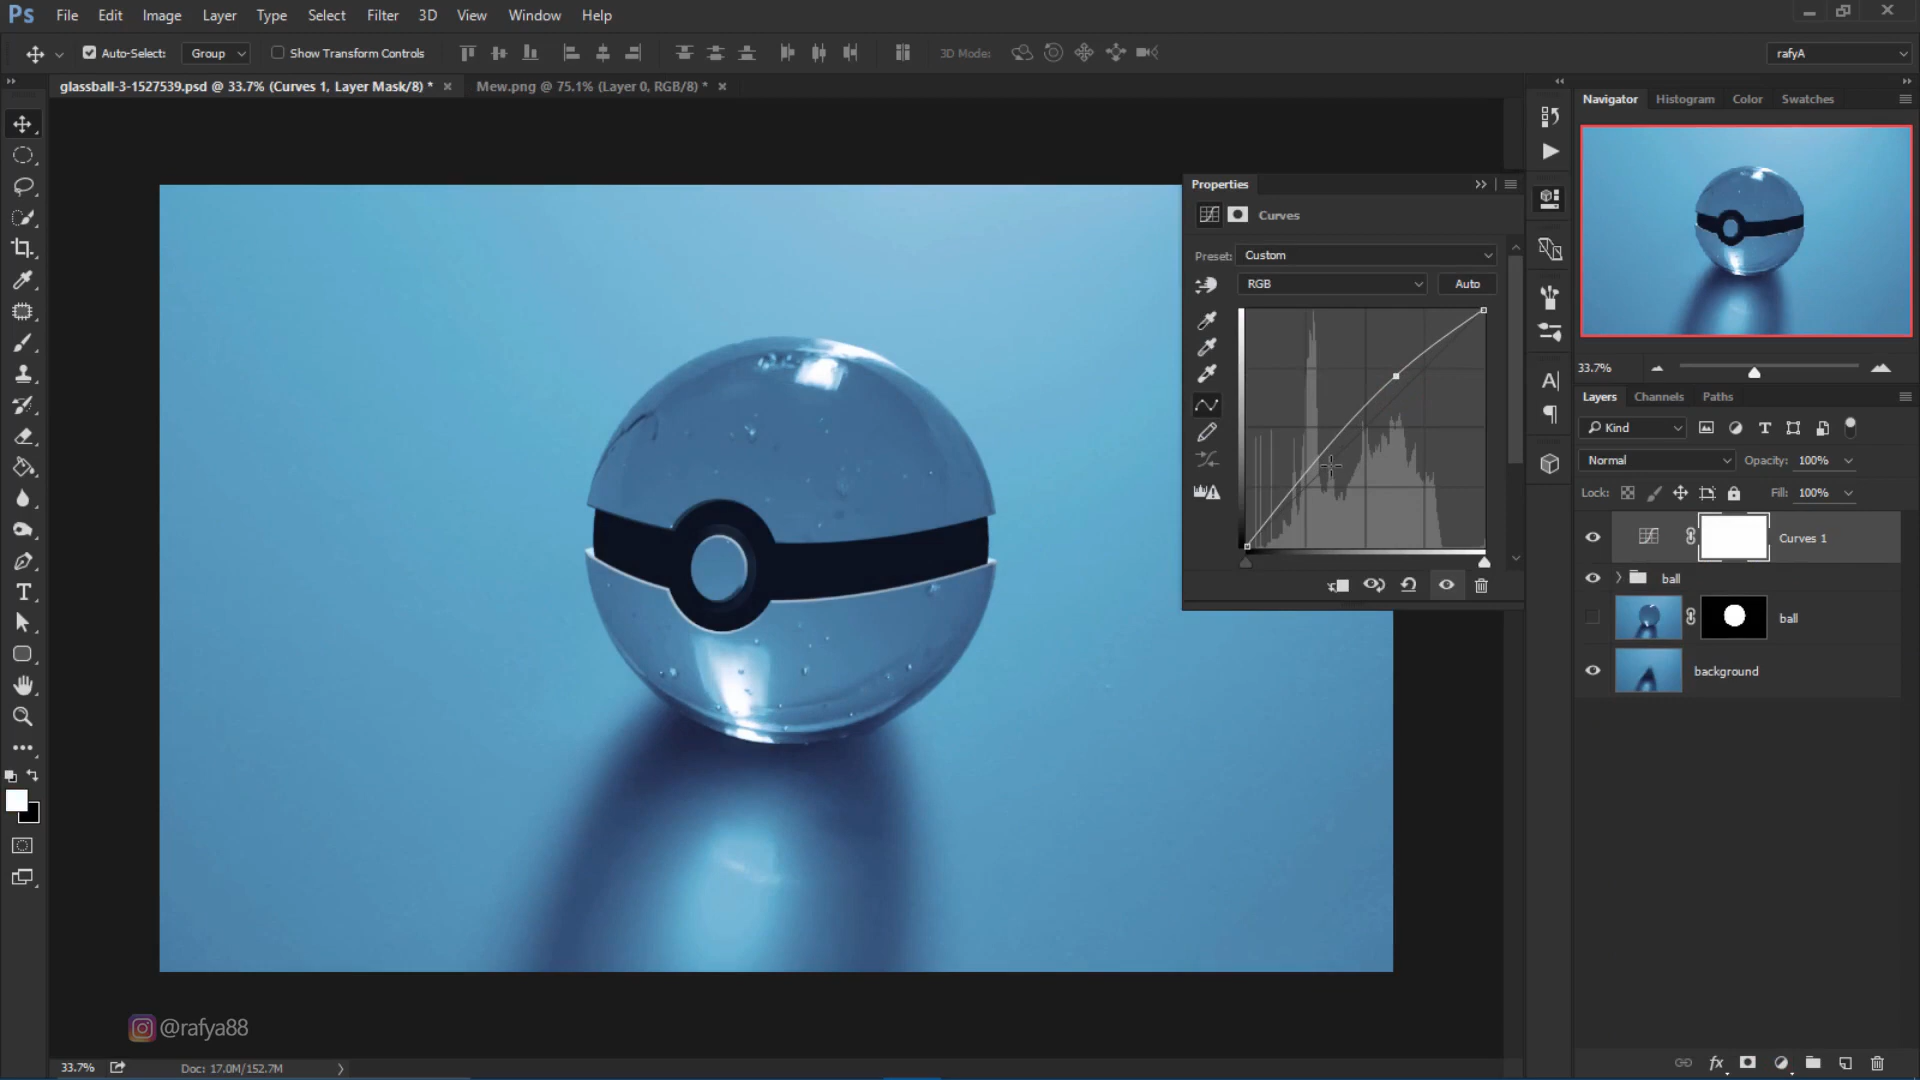 Ps File Edit Image Layer Type Select Filter 3D View Window Help
Auto-Select: Group Show Transform Controls 3D Mode: rafyA
glassball-3-1527539.psd @ 33.7% (Curves 1, Layer Mask/8) * Mew.png @ 75.1% (Layer 0, RGB/8) *
Navigator Histogram Color Swatches
Properties
Curves
Preset: Custom
RGB Auto
33.7%
Layers Channels Paths
Kind
Normal Opacity: 100%
Lock: Fill: 100%
Curves 1
ball
ball
background
@rafya88
33.7% Doc: 17.0M/152.7M